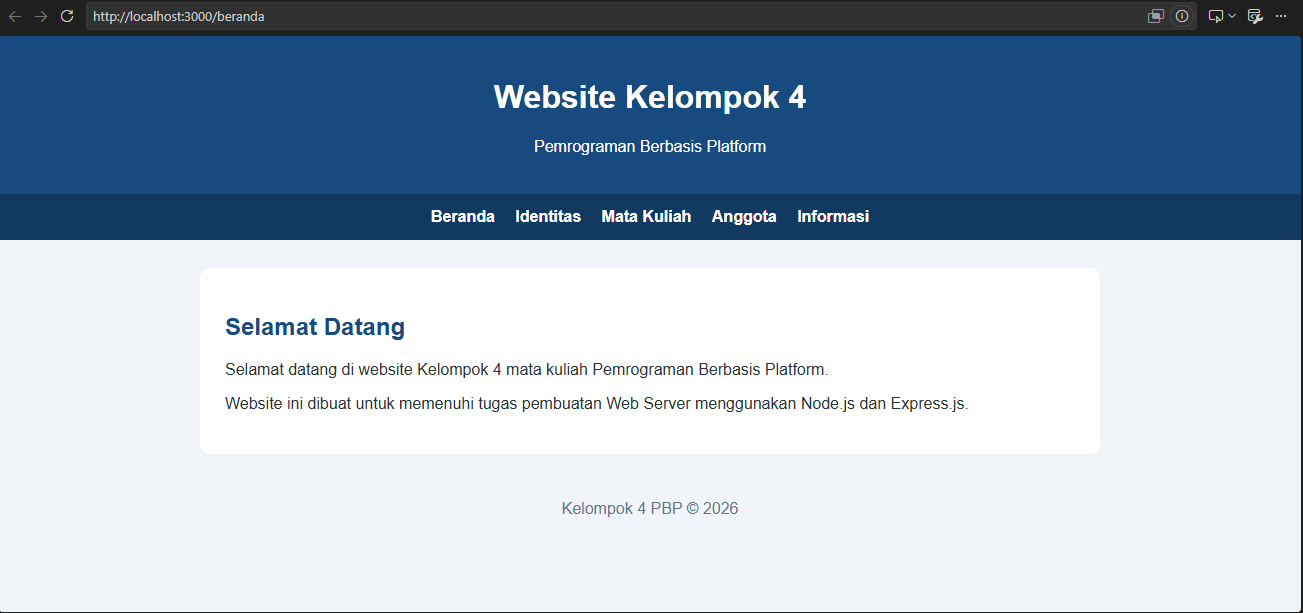 http://localhost:3000/beranda
Website Kelompok 4
Pemrograman Berbasis Platform
Beranda Identitas Mata Kuliah Anggota Informasi
Selamat Datang
Selamat datang di website Kelompok 4 mata kuliah Pemrograman Berbasis Platform.
Website ini dibuat untuk memenuhi tugas pembuatan Web Server menggunakan Node.js dan Express.js.
Kelompok 4 PBP © 2026